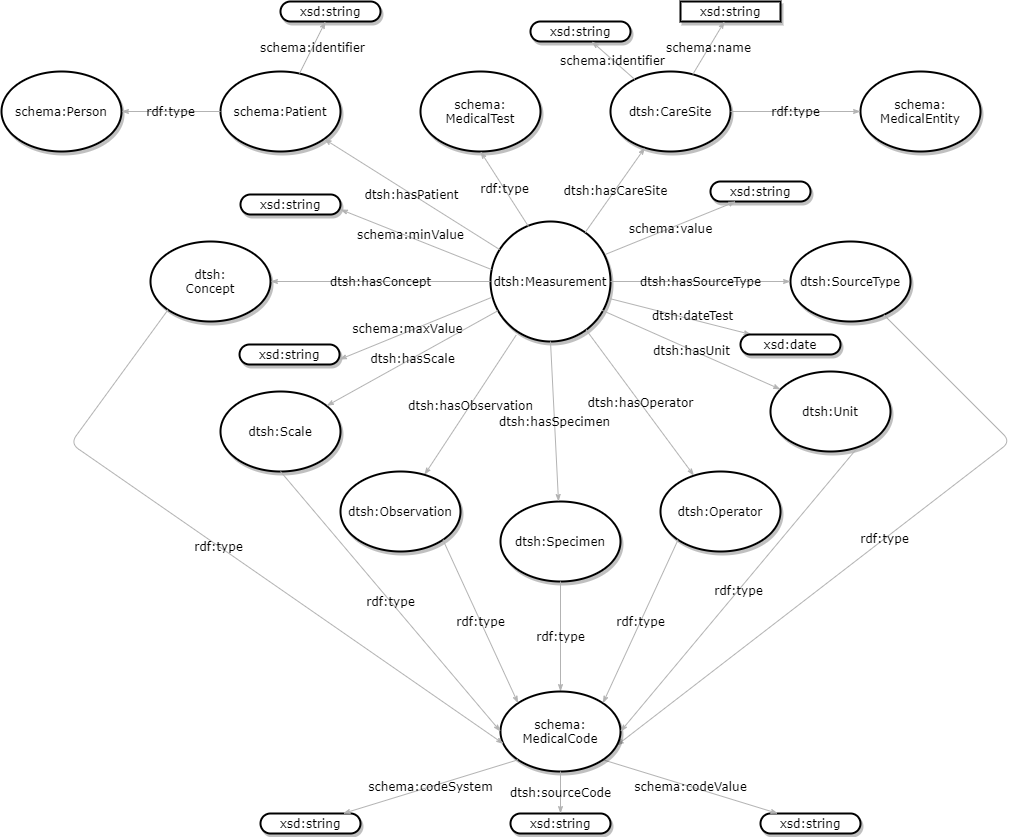 xsd:string
xsd:string
xsd:string
schema:identifier
schema:name
schema:identifier
schema:Person
rdf:type
schema:Patient
schema:
MedicalTest
dtsh:CareSite
rdf:type
schema:
MedicalEntity
dtsh:hasPatient
rdf:type
dtsh:hasCareSite
xsd:string
xsd:string
schema:minValue
schema:value
dtsh:
Concept
dtsh:hasConcept
dtsh:Measurement
dtsh:hasSourceType
dtsh:SourceType
schema:maxValue
dtsh:dateTest
xsd:string
dtsh:hasScale
dtsh:hasUnit
xsd:date
dtsh:hasObservation
dtsh:hasOperator
dtsh:Unit
dtsh:hasSpecimen
dtsh:Scale
dtsh:Observation
dtsh:Operator
dtsh:Specimen
rdf:type
rdf:type
rdf:type
rdf:type
rdf:type
rdf:type
rdf:type
schema:
MedicalCode
schema:codeSystem
dtsh:sourceCode
schema:codeValue
xsd:string
xsd:string
xsd:string